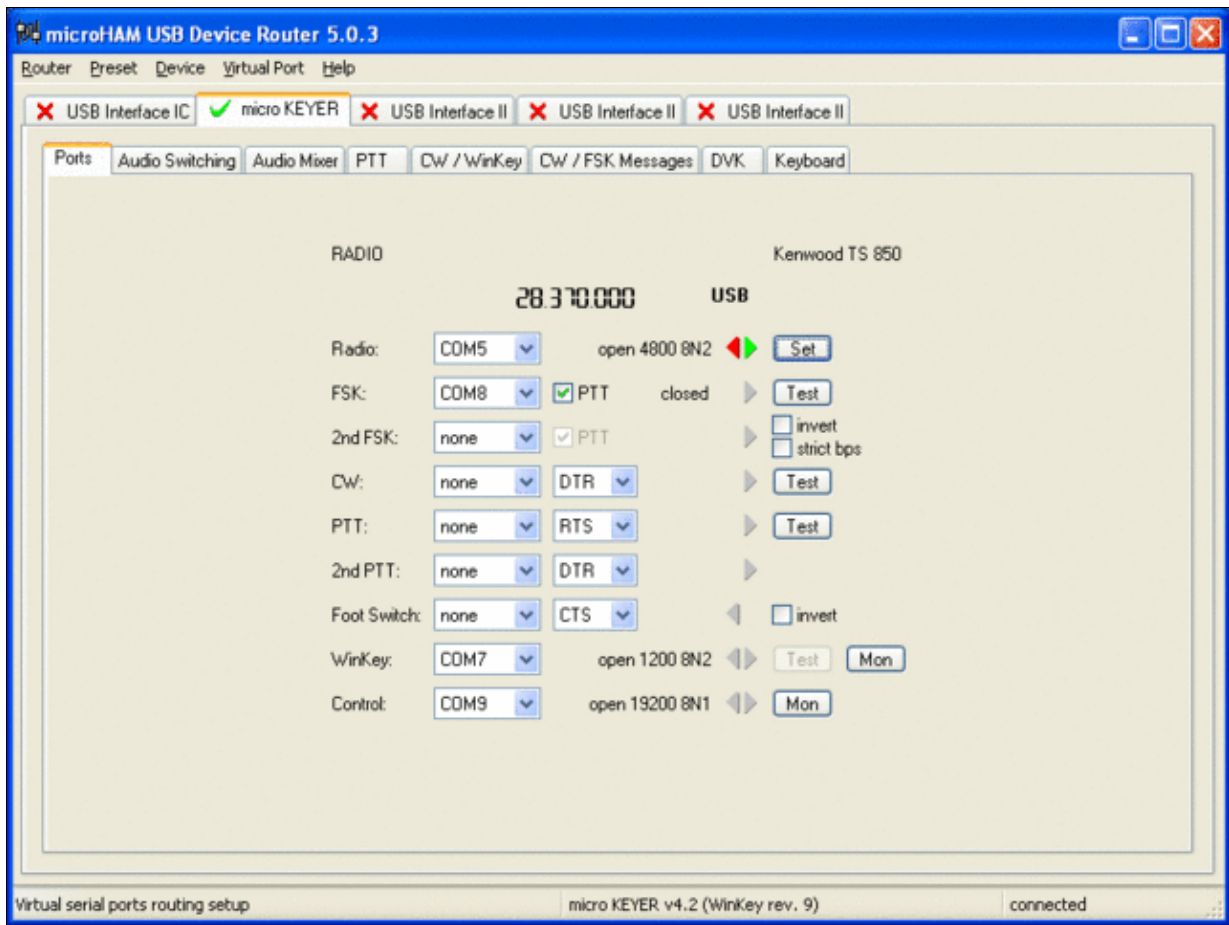 microHAM USB Device Router 5.0.3
Router Preset Device Virtual Port Help
USB Interface IC micro KEYER USB Interface II USB Interface II USB Interface II
Ports Audio Switching Audio Mixer PTT CW / WinKey CW / FSK Messages DVK Keyboard
RADIO Kenwood TS 850
28.370.000 USB
Radio: COM5 open 4800 8N2 Set
FSK: COM8 PTT closed Test
2nd FSK: none PTT invert
strict bps
CW: none DTR Test
PTT: none RTS Test
2nd PTT: none DTR
Foot Switch: none CTS invert
WinKey: COM7 open 1200 8N2 Test Mon
Control: COM9 open 19200 8N1 Mon
Virtual serial ports routing setup micro KEYER v4.2 (WinKey rev. 9) connected